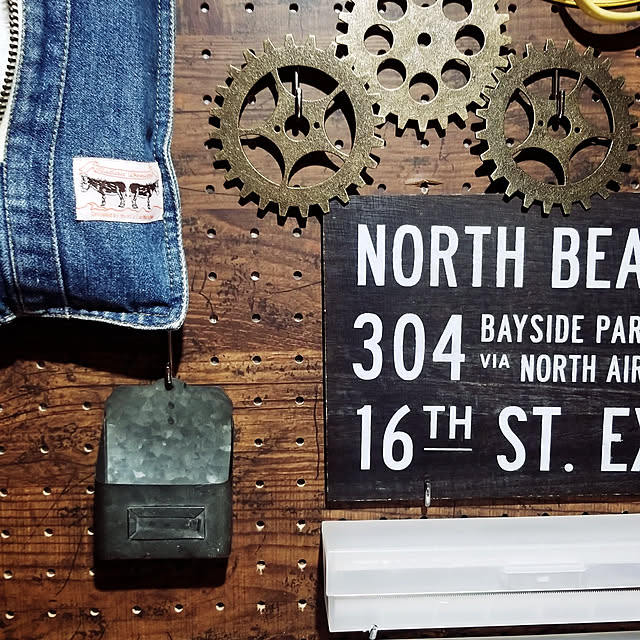 NORTH BEA
304 BAYSIDE PAR
VIA NORTH AIR
16TH ST. EX